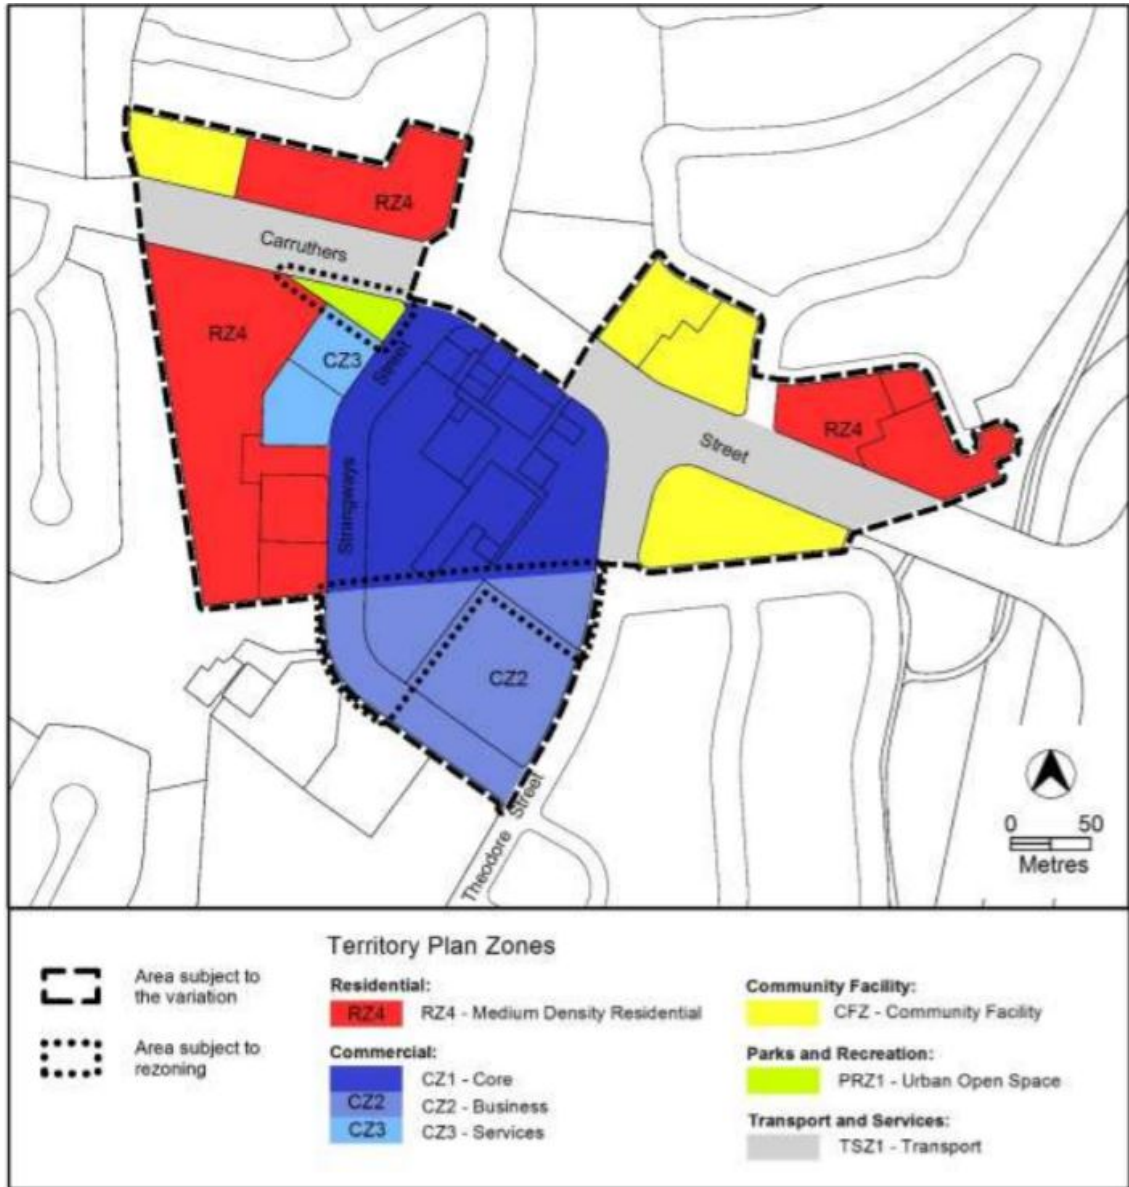 RZ4
Carruthers
RZ4
CZ3
Street
Strangways
Street
RZ4
CZ2
Theodore Street
0 50
Metres
Territory Plan Zones
Area subject to
the variation
Area subject to
rezoning
Residential:
RZ4 RZ4 - Medium Density Residential
Commercial:
CZ1 - Core
CZ2 CZ2 - Business
CZ3 CZ3 - Services
Community Facility:
CFZ - Community Facility
Parks and Recreation:
PRZ1 - Urban Open Space
Transport and Services:
TSZ1 - Transport